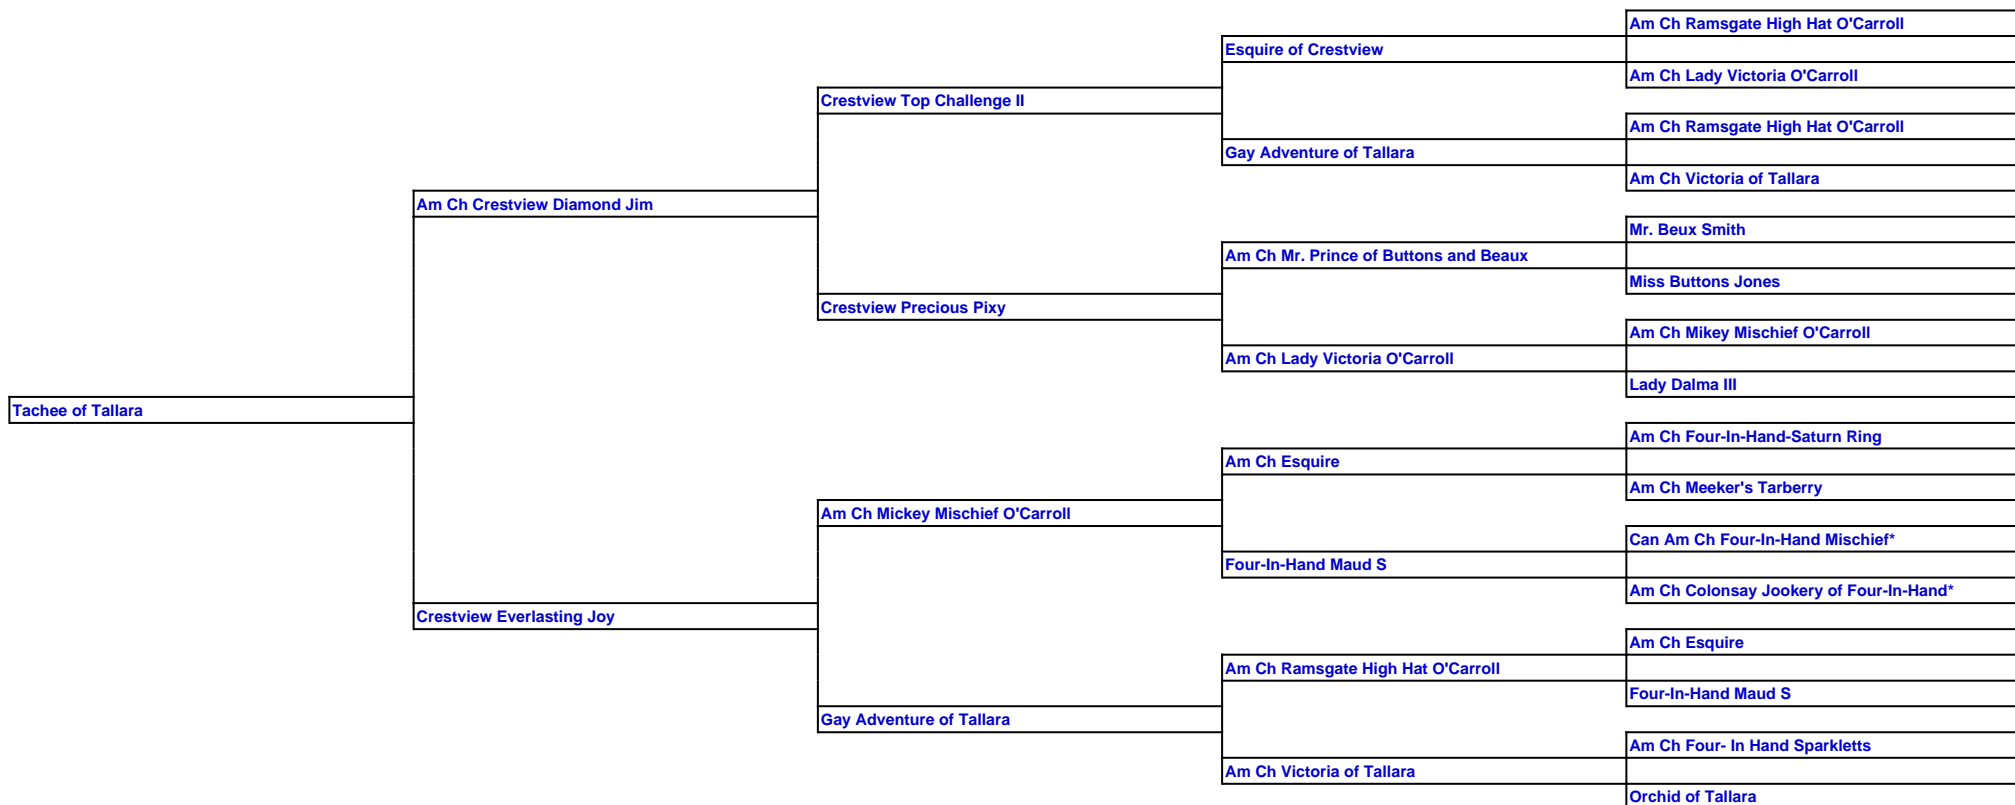 Am Ch Ramsgate High Hat O'Carroll
Esquire of Crestview
Am Ch Lady Victoria O'Carroll
Crestview Top Challenge II
Am Ch Ramsgate High Hat O'Carroll
Gay Adventure of Tallara
Am Ch Victoria of Tallara
Am Ch Crestview Diamond Jim
Mr. Beux Smith
Am Ch Mr. Prince of Buttons and Beaux
Miss Buttons Jones
Crestview Precious Pixy
Am Ch Mikey Mischief O'Carroll
Am Ch Lady Victoria O'Carroll
Lady Dalma III
Tachee of Tallara
Am Ch Four-In-Hand-Saturn Ring
Am Ch Esquire
Am Ch Meeker's Tarberry
Am Ch Mickey Mischief O'Carroll
Can Am Ch Four-In-Hand Mischief*
Four-In-Hand Maud S
Am Ch Colonsay Jookery of Four-In-Hand*
Crestview Everlasting Joy
Am Ch Esquire
Am Ch Ramsgate High Hat O'Carroll
Four-In-Hand Maud S
Gay Adventure of Tallara
Am Ch Four- In Hand Sparkletts
Am Ch Victoria of Tallara
Orchid of Tallara